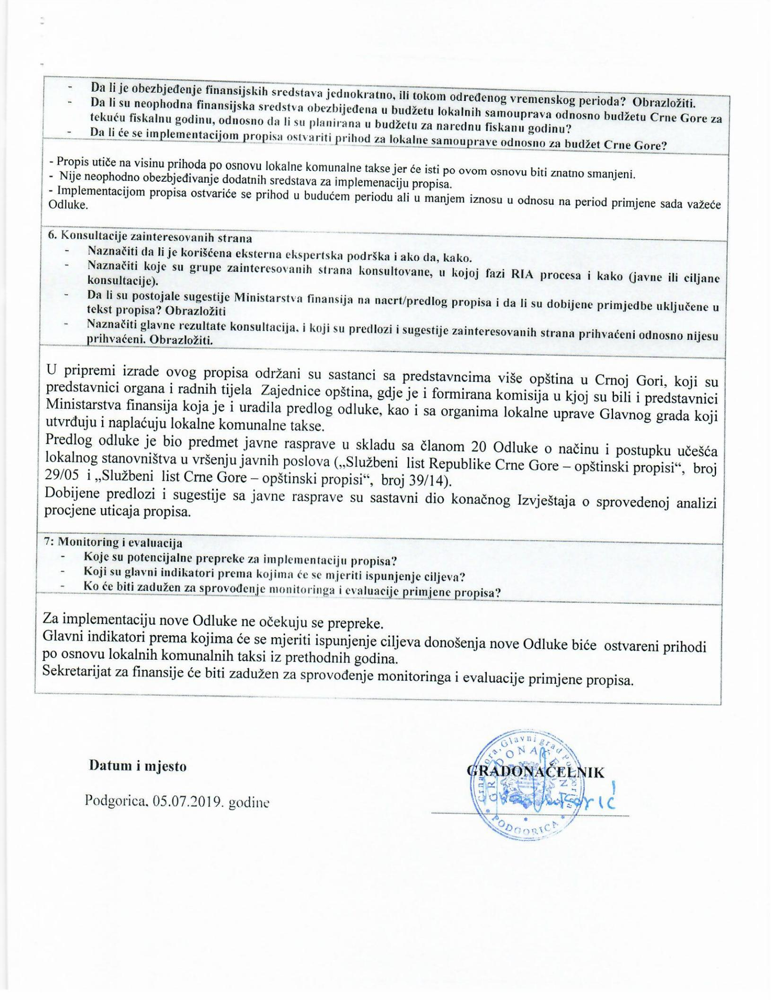 - Da li je obezbjeđenje finansijskih sredstava jednokratno, ili tokom određenog vremenskog perioda? Obrazložiti.
- Da li su neophodna finansijska sredstva obezbijeđena u budžetu lokalnih samouprava odnosno budžetu Crne Gore za
tekuću fiskalnu godinu, odnosno da li su planirana u budžetu za narednu fiskanu godinu?
- Da li će se implementacijom propisa ostvariti prihod za lokalne samouprave odnosno za budžet Crne Gore?
- Propis utiče na visinu prihoda po osnovu lokalne komunalne takse jer će isti po ovom osnovu biti znatno smanjeni.
- Nije neophodno obezbjeđivanje dodatnih sredstava za implemenaciju propisa.
- Implementacijom propisa ostvariće se prihod u budućem periodu ali u manjem iznosu u odnosu na period primjene sada važeće
Odluke.
6. Konsultacije zainteresovanih strana
- Naznačiti da li je korišćena eksterna ekspertska podrška i ako da, kako.
- Naznačiti koje su grupe zainteresovanih strana konsultovane, u kojoj fazi RIA procesa i kako (javne ili ciljane
konsultacije).
- Da li su postojale sugestije Ministarstva finansija na nacrt/predlog propisa i da li su dobijene primjedbe uključene u
tekst propisa? Obrazložiti
- Naznačiti glavne rezultate konsultacija, i koji su predlozi i sugestije zainteresovanih strana prihvaćeni odnosno nijesu
prihvaćeni. Obrazložiti.
U pripremi izrade ovog propisa održani su sastanci sa predstavncima više opština u Crnoj Gori, koji su
predstavnici organa i radnih tijela Zajednice opština, gdje je i formirana komisija u kjoj su bili i predstavnici
Ministarstva finansija koja je i uradila predlog odluke, kao i sa organima lokalne uprave Glavnog grada koji
utvrđuju i naplaćuju lokalne komunalne takse.
Predlog odluke je bio predmet javne rasprave u skladu sa članom 20 Odluke o načinu i postupku učešća
lokalnog stanovništva u vršenju javnih poslova („Službeni list Republike Crne Gore – opštinski propisi“, broj
29/05 i „Službeni list Crne Gore – opštinski propisi“, broj 39/14).
Dobijene predlozi i sugestije sa javne rasprave su sastavni dio konačnog Izvještaja o sprovedenoj analizi
procjene uticaja propisa.
7: Monitoring i evaluacija
- Koje su potencijalne prepreke za implementaciju propisa?
- Koji su glavni indikatori prema kojima će se mjeriti ispunjenje ciljeva?
- Ko će biti zadužen za sprovođenje monitoringa i evaluacije primjene propisa?
Za implementaciju nove Odluke ne očekuju se prepreke.
Glavni indikatori prema kojima će se mjeriti ispunjenje ciljeva donošenja nove Odluke biće ostvareni prihodi
po osnovu lokalnih komunalnih taksi iz prethodnih godina.
Sekretarijat za finansije će biti zadužen za sprovođenje monitoringa i evaluacije primjene propisa.
Datum i mjesto
GRADONAČELNIK
Podgorica, 05.07.2019. godine
Crna Gora, Glavni grad Podgorica
GRADONAČELNIK
* PODGORICA *